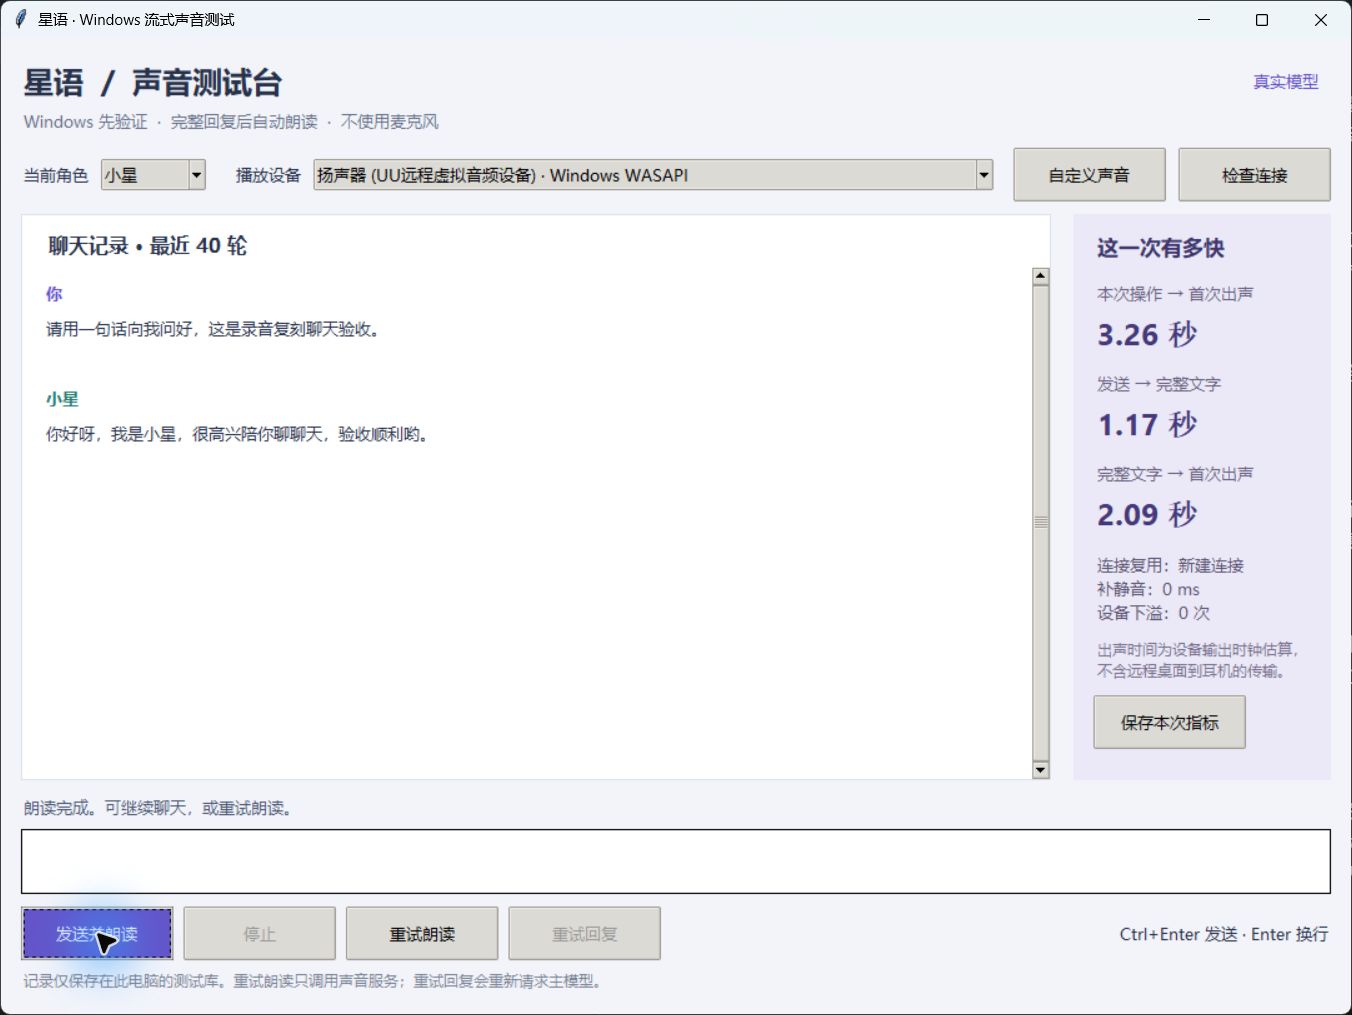 星语 · Windows 流式声音测试
星语 / 声音测试台
真实模型
Windows 先验证 · 完整回复后自动朗读 · 不使用麦克风
当前角色 小星 播放设备 扬声器 (UU远程虚拟音频设备) · Windows WASAPI 自定义声音 检查连接
聊天记录 • 最近 40 轮
你
请用一句话向我问好，这是录音复刻聊天验收。
小星
你好呀，我是小星，很高兴陪你聊聊天，验收顺利哟。
这一次有多快
本次操作 → 首次出声
3.26 秒
发送 → 完整文字
1.17 秒
完整文字 → 首次出声
2.09 秒
连接复用：新建连接
补静音：0 ms
设备下溢：0 次
出声时间为设备输出时钟估算，
不含远程桌面到耳机的传输。
保存本次指标
朗读完成。可继续聊天，或重试朗读。
发送并朗读 停止 重试朗读 重试回复 Ctrl+Enter 发送 · Enter 换行
记录仅保存在此电脑的测试库。重试朗读只调用声音服务；重试回复会重新请求主模型。